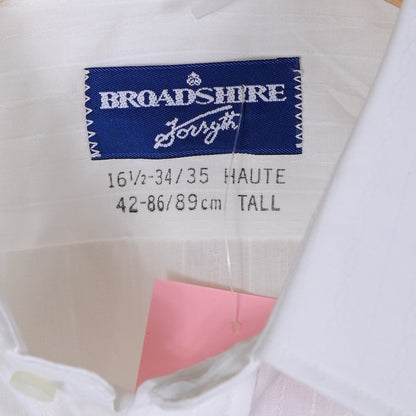 BROADSHIRE
Forsyth
16½-34/35 HAUTE
42-86/89cm TALL